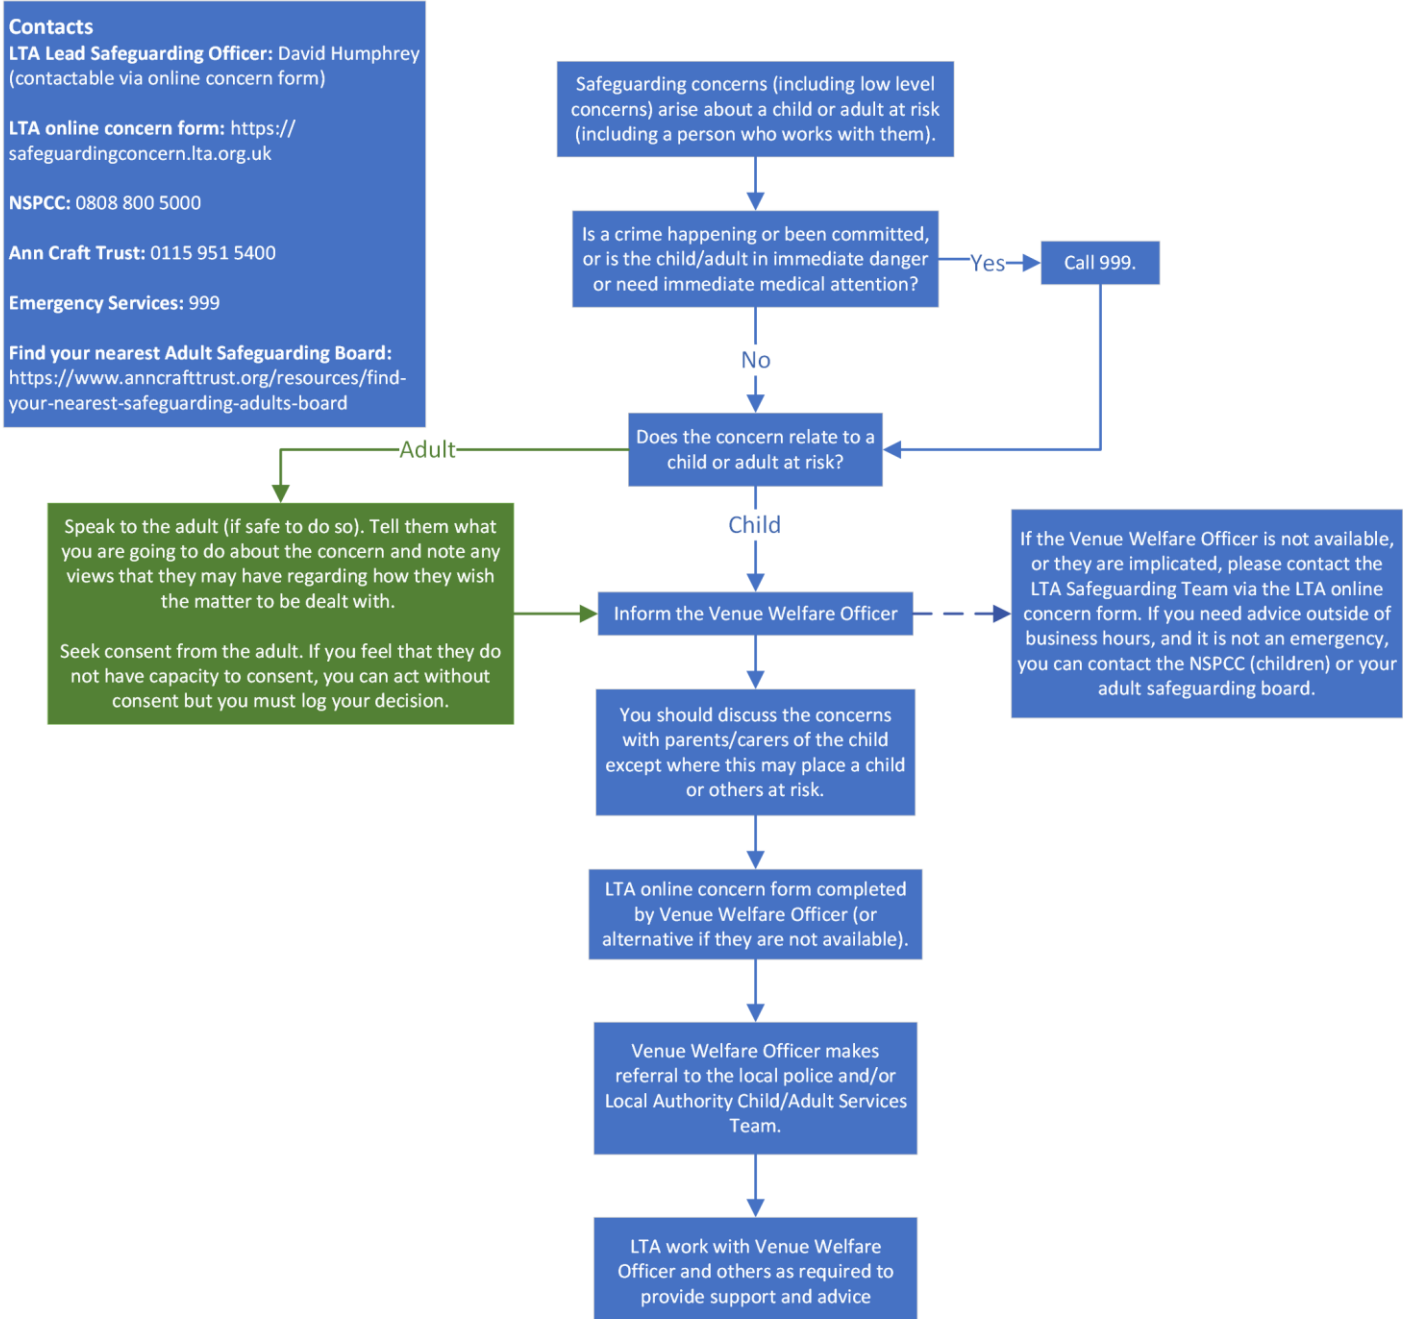 Contacts
LTA Lead Safeguarding Officer: David Humphrey
(contactable via online concern form)
LTA online concern form: https://
safeguardingconcern.lta.org.uk
NSPCC: 0808 800 5000
Ann Craft Trust: 0115 951 5400
Emergency Services: 999
Find your nearest Adult Safeguarding Board:
https://www.anncrafttrust.org/resources/find-
your-nearest-safeguarding-adults-board
Safeguarding concerns (including low level
concerns) arise about a child or adult at risk
(including a person who works with them).
Is a crime happening or been committed,
or is the child/adult in immediate danger
or need immediate medical attention?
Yes
Call 999.
No
Does the concern relate to a
child or adult at risk?
Adult
Speak to the adult (if safe to do so). Tell them what
you are going to do about the concern and note any
views that they may have regarding how they wish
the matter to be dealt with.
Seek consent from the adult. If you feel that they do
not have capacity to consent, you can act without
consent but you must log your decision.
Child
Inform the Venue Welfare Officer
If the Venue Welfare Officer is not available,
or they are implicated, please contact the
LTA Safeguarding Team via the LTA online
concern form. If you need advice outside of
business hours, and it is not an emergency,
you can contact the NSPCC (children) or your
adult safeguarding board.
You should discuss the concerns
with parents/carers of the child
except where this may place a child
or others at risk.
LTA online concern form completed
by Venue Welfare Officer (or
alternative if they are not available).
Venue Welfare Officer makes
referral to the local police and/or
Local Authority Child/Adult Services
Team.
LTA work with Venue Welfare
Officer and others as required to
provide support and advice